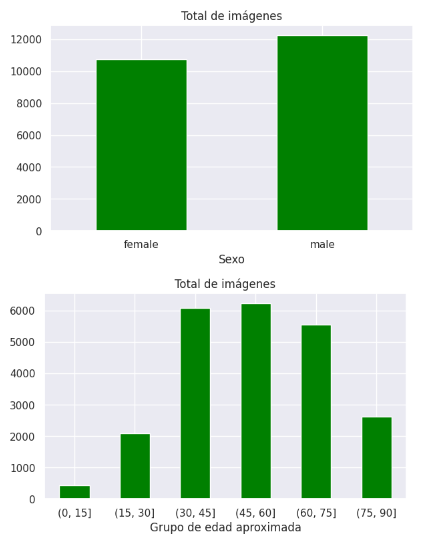 Total de imágenes
12000
10000
8000
6000
4000
2000
0
female male
Sexo
Total de imágenes
6000
5000
4000
3000
2000
1000
0
(0, 15] (15, 30] (30, 45] (45, 60] (60, 75] (75, 90]
Grupo de edad aproximada